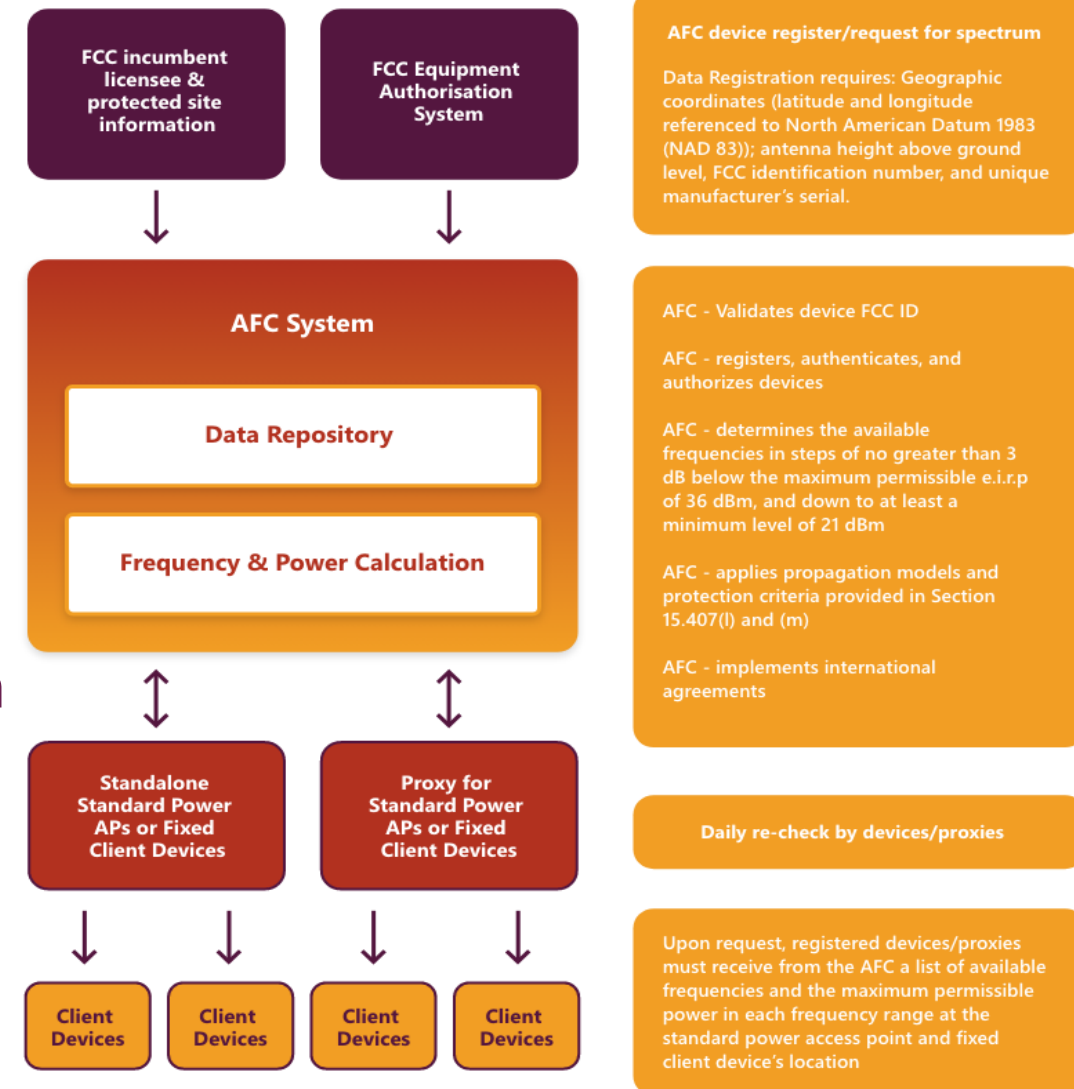 FCC incumbent
licensee &
protected site
information
FCC Equipment
Authorisation
System
AFC System
Data Repository
Frequency & Power Calculation
Standalone
Standard Power
APs or Fixed
Client Devices
Proxy for
Standard Power
APs or Fixed
Client Devices
Client
Devices
Client
Devices
Client
Devices
Client
Devices
AFC device register/request for spectrum
Data Registration requires: Geographic
coordinates (latitude and longitude
referenced to North American Datum 1983
(NAD 83)); antenna height above ground
level, FCC identification number, and unique
manufacturer's serial.
AFC - Validates device FCC ID
AFC - registers, authenticates, and
authorizes devices
AFC - determines the available
frequencies in steps of no greater than 3
dB below the maximum permissible e.i.r.p
of 36 dBm, and down to at least a
minimum level of 21 dBm
AFC - applies propagation models and
protection criteria provided in Section
15.407(l) and (m)
AFC - implements international
agreements
Daily re-check by devices/proxies
Upon request, registered devices/proxies
must receive from the AFC a list of available
frequencies and the maximum permissible
power in each frequency range at the
standard power access point and fixed
client device's location